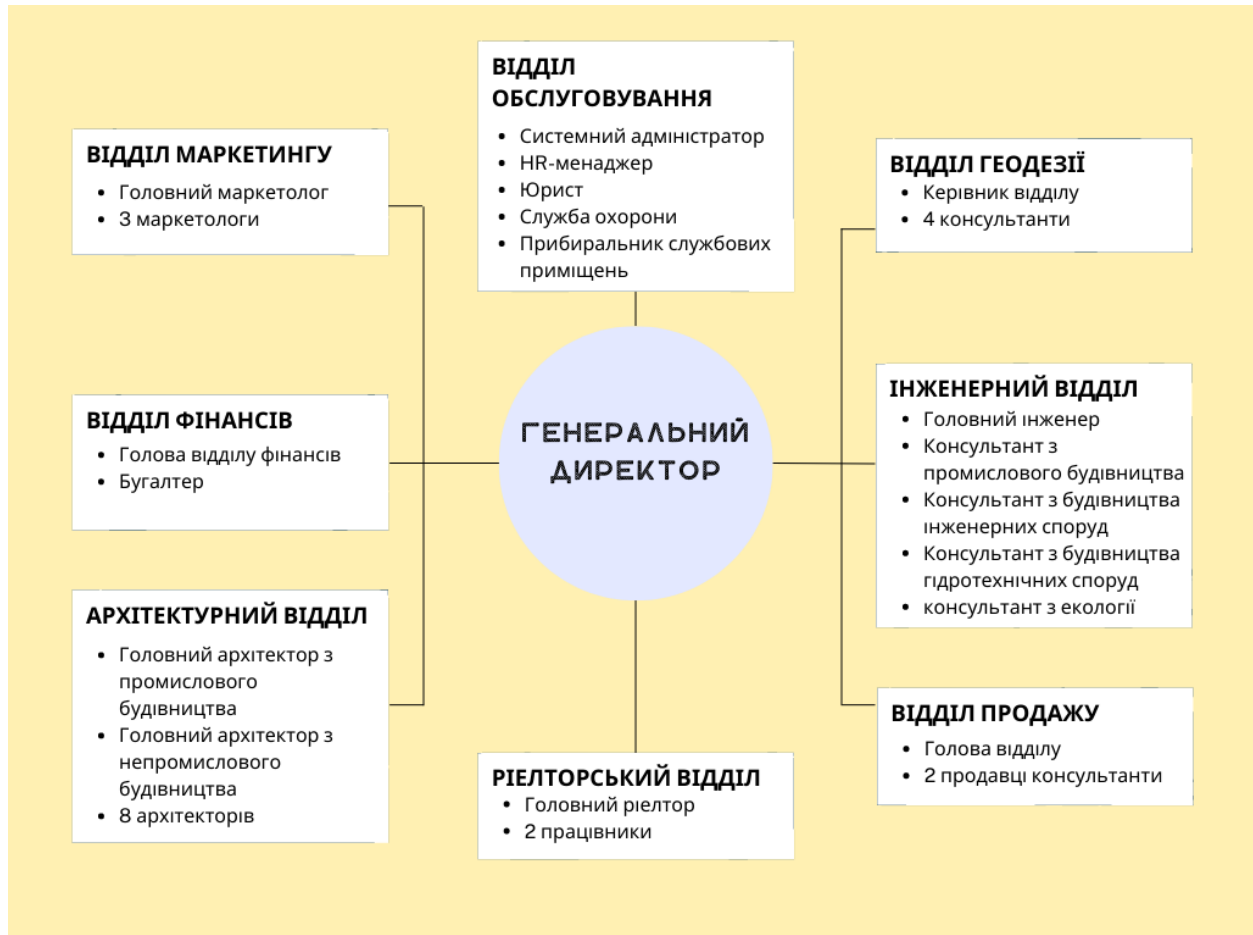 ВІДДІЛ
ОБСЛУГОВУВАННЯ
• Системний адміністратор
• HR-менаджер
• Юрист
• Служба охорони
• Прибиральник службових
приміщень
ВІДДІЛ МАРКЕТИНГУ
• Головний маркетолог
• 3 маркетологи
ВІДДІЛ ГЕОДЕЗІЇ
• Керівник відділу
• 4 консультанти
ВІДДІЛ ФІНАНСІВ
• Голова відділу фінансів
• Бугалтер
ГЕНЕРАЛЬНИЙ
ДИРЕКТОР
ІНЖЕНЕРНИЙ ВІДДІЛ
• Головний інженер
• Консультант з
промислового будівництва
• Консультант з будівництва
інженерних споруд
• Консультант з будівництва
гідротехнічних споруд
• консультант з екології
АРХІТЕКТУРНИЙ ВІДДІЛ
• Головний архітектор з
промислового
будівництва
• Головний архітектор з
непромислового
будівництва
• 8 архітекторів
РІЕЛТОРСЬКИЙ ВІДДІЛ
• Головний ріелтор
• 2 працівники
ВІДДІЛ ПРОДАЖУ
• Голова відділу
• 2 продавці консультанти